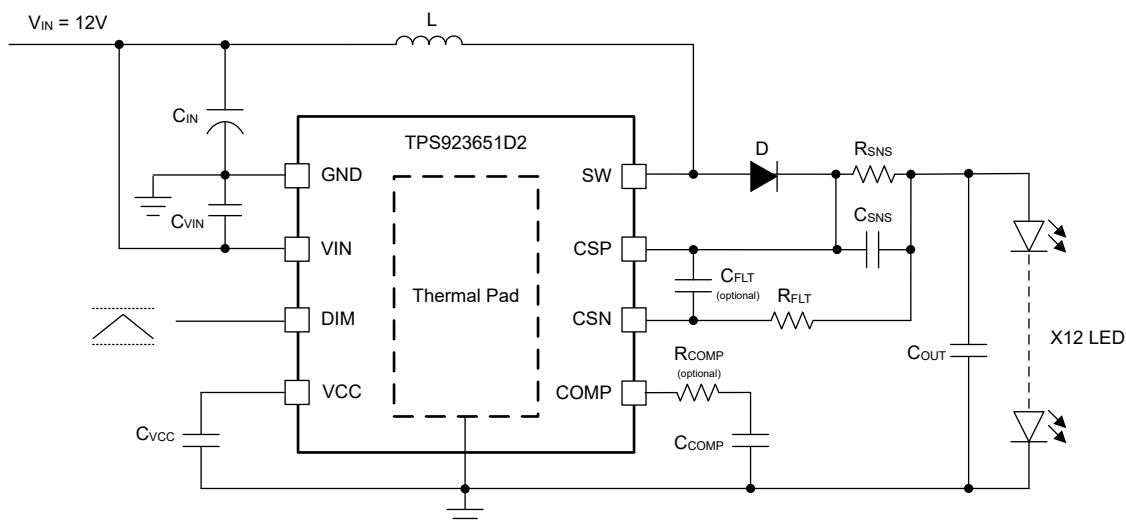 VIN = 12V
L
CIN
TPS923651D2
D
RSNS
GND
SW
CVIN
CSNS
VIN
CSP
Thermal Pad
CFLT
(optional)
RFLT
DIM
CSN
COUT
X12 LED
RCOMP
(optional)
VCC
COMP
CVCC
CCOMP